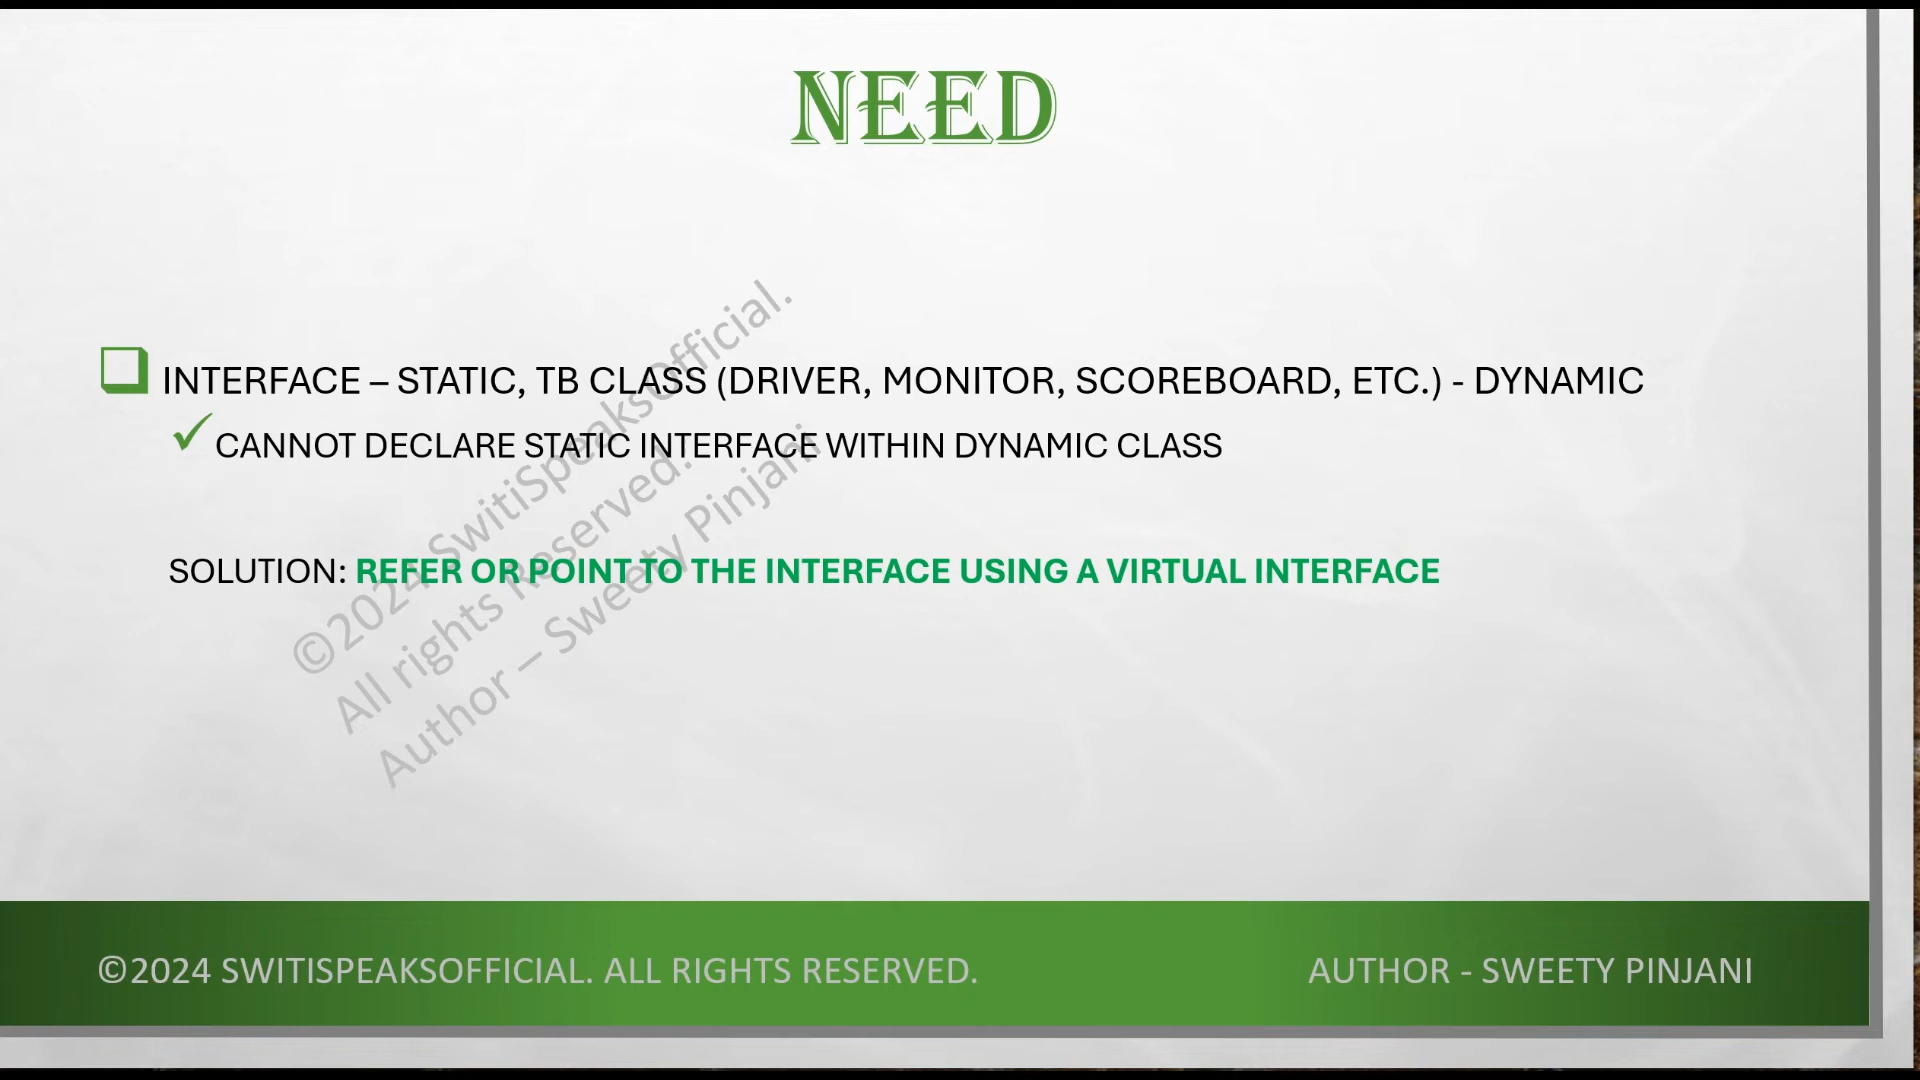 NEED
INTERFACE – STATIC, TB CLASS (DRIVER, MONITOR, SCOREBOARD, ETC.) - DYNAMIC
CANNOT DECLARE STATIC INTERFACE WITHIN DYNAMIC CLASS
SOLUTION: REFER OR POINT TO THE INTERFACE USING A VIRTUAL INTERFACE
©2024 SwitiSpeaksOfficial.
All rights Reserved.
Author – Sweety Pinjani
©2024 SWITISPEAKSOFFICIAL. ALL RIGHTS RESERVED.
AUTHOR - SWEETY PINJANI